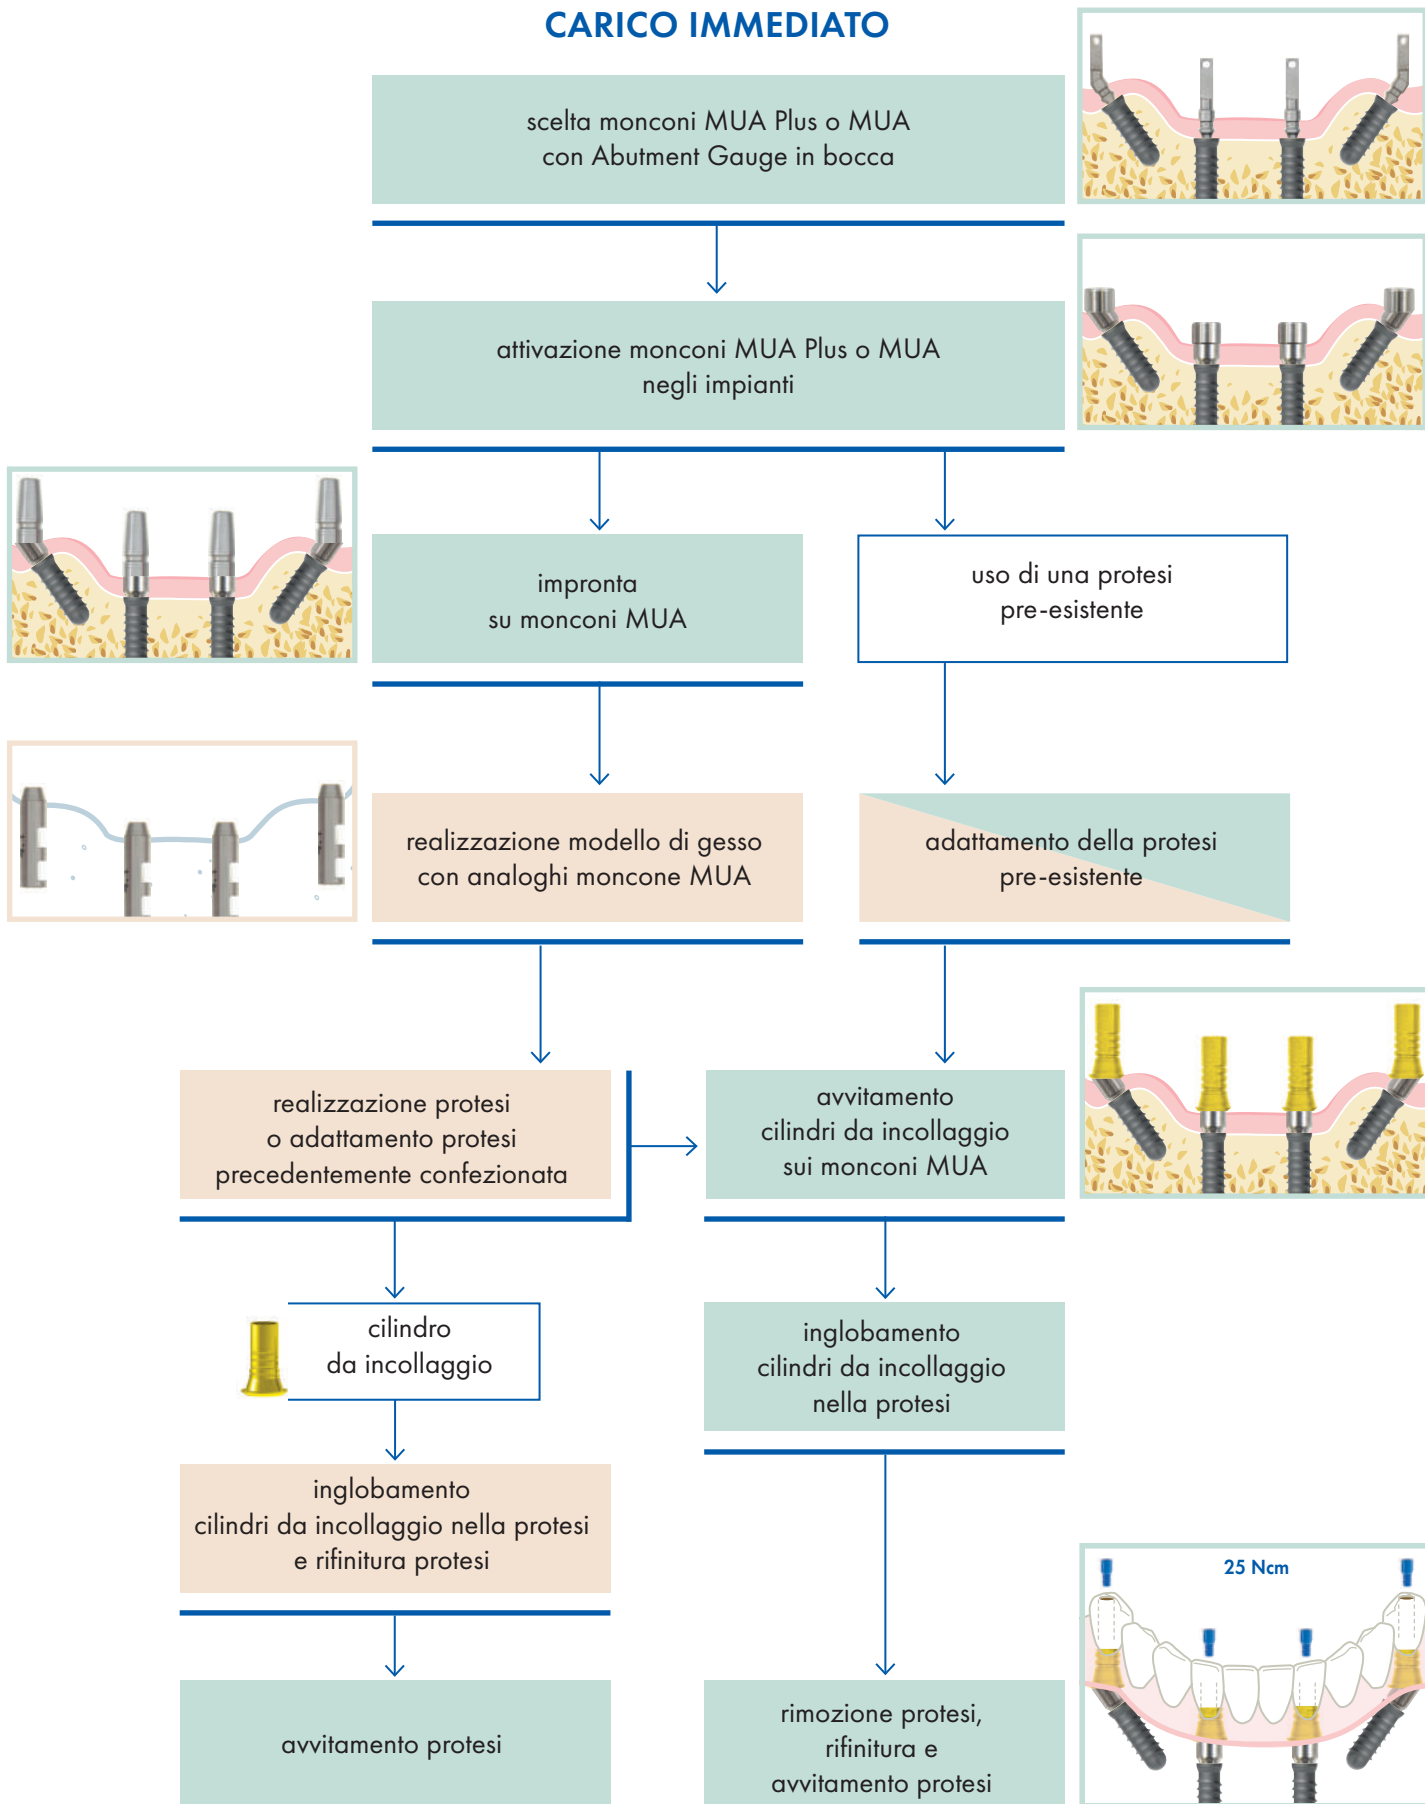 CARICO IMMEDIATO
scelta monconi MUA Plus o MUA
con Abutment Gauge in bocca
attivazione monconi MUA Plus o MUA
negli impianti
impronta
su monconi MUA
uso di una protesi
pre-esistente
realizzazione modello di gesso
con analoghi moncone MUA
adattamento della protesi
pre-esistente
realizzazione protesi
o adattamento protesi
precedentemente confezionata
avvitamento
cilindri da incollaggio
sui monconi MUA
cilindro
da incollaggio
inglobamento
cilindri da incollaggio
nella protesi
inglobamento
cilindri da incollaggio nella protesi
e rifinitura protesi
25 Ncm
avvitamento protesi
rimozione protesi,
rifinitura e
avvitamento protesi